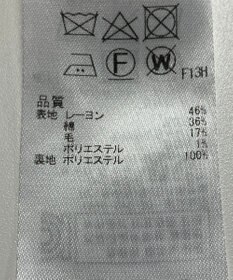 F
W
F13H
品質
表地 レーヨン 46%
綿 36%
毛 17%
ポリエステル 1%
裏地 ポリエステル 100%